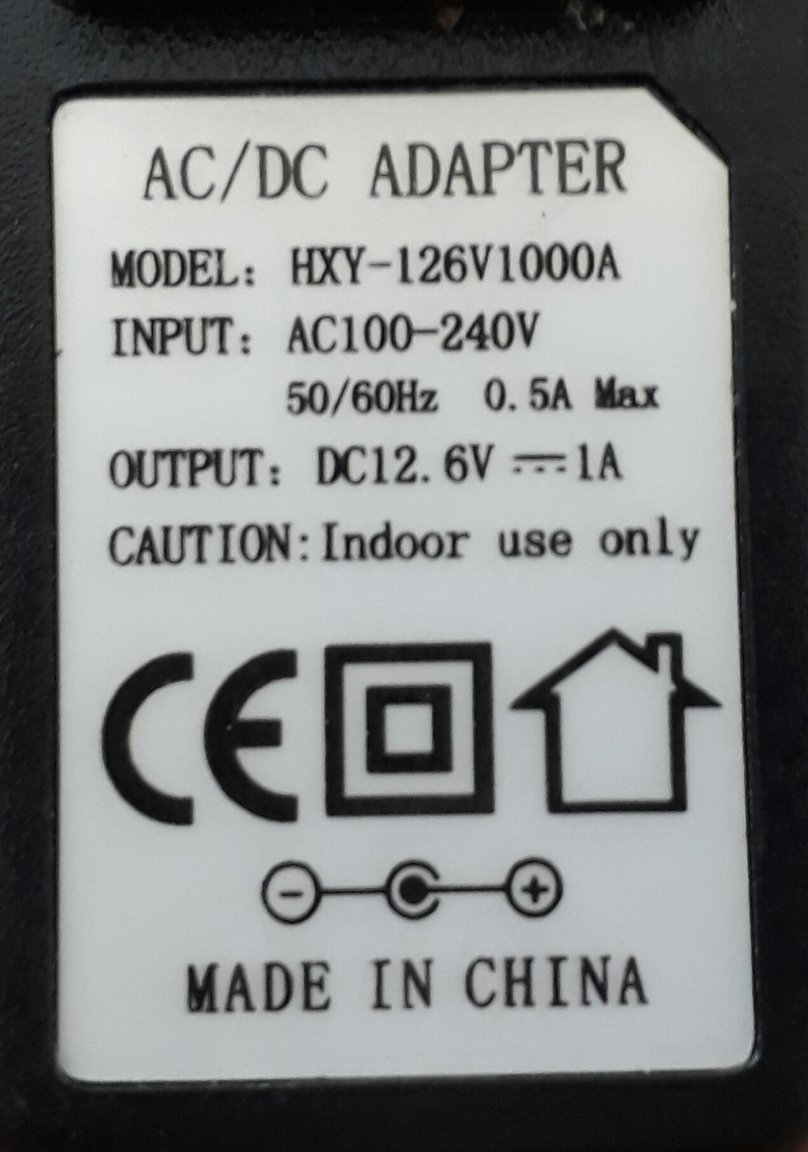 AC/DC ADAPTER
MODEL: HXY-126V1000A
INPUT: AC100-240V
50/60Hz 0.5A Max
OUTPUT: DC12.6V ⎓ 1A
CAUTION:Indoor use only
CE
MADE IN CHINA